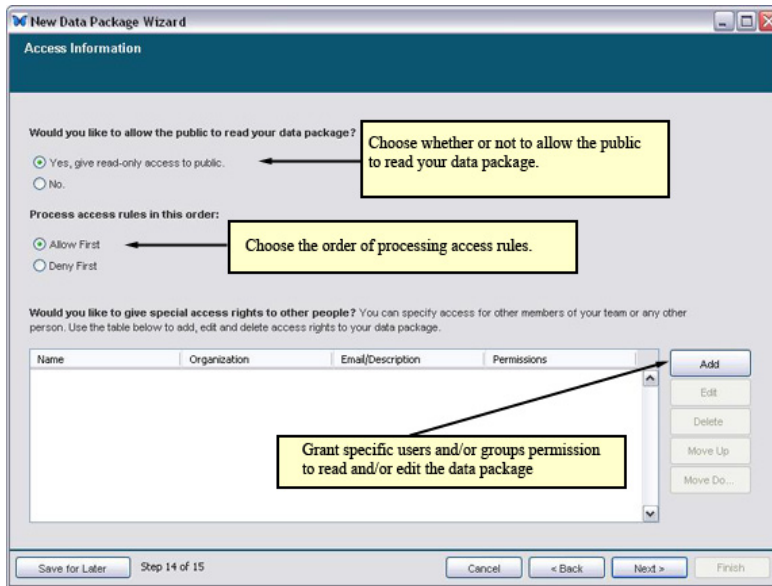 New Data Package Wizard
Access Information
Would you like to allow the public to read your data package?
Yes, give read-only access to public.
No.
Choose whether or not to allow the public
to read your data package.
Process access rules in this order:
Allow First
Deny First
Choose the order of processing access rules.
Would you like to give special access rights to other people? You can specify access for other members of your team or any other
person. Use the table below to add, edit and delete access rights to your data package.
Name Organization Email/Description Permissions
Add
Edit
Delete
Move Up
Move Do...
Grant specific users and/or groups permission
to read and/or edit the data package
Save for Later Step 14 of 15 Cancel < Back Next > Finish